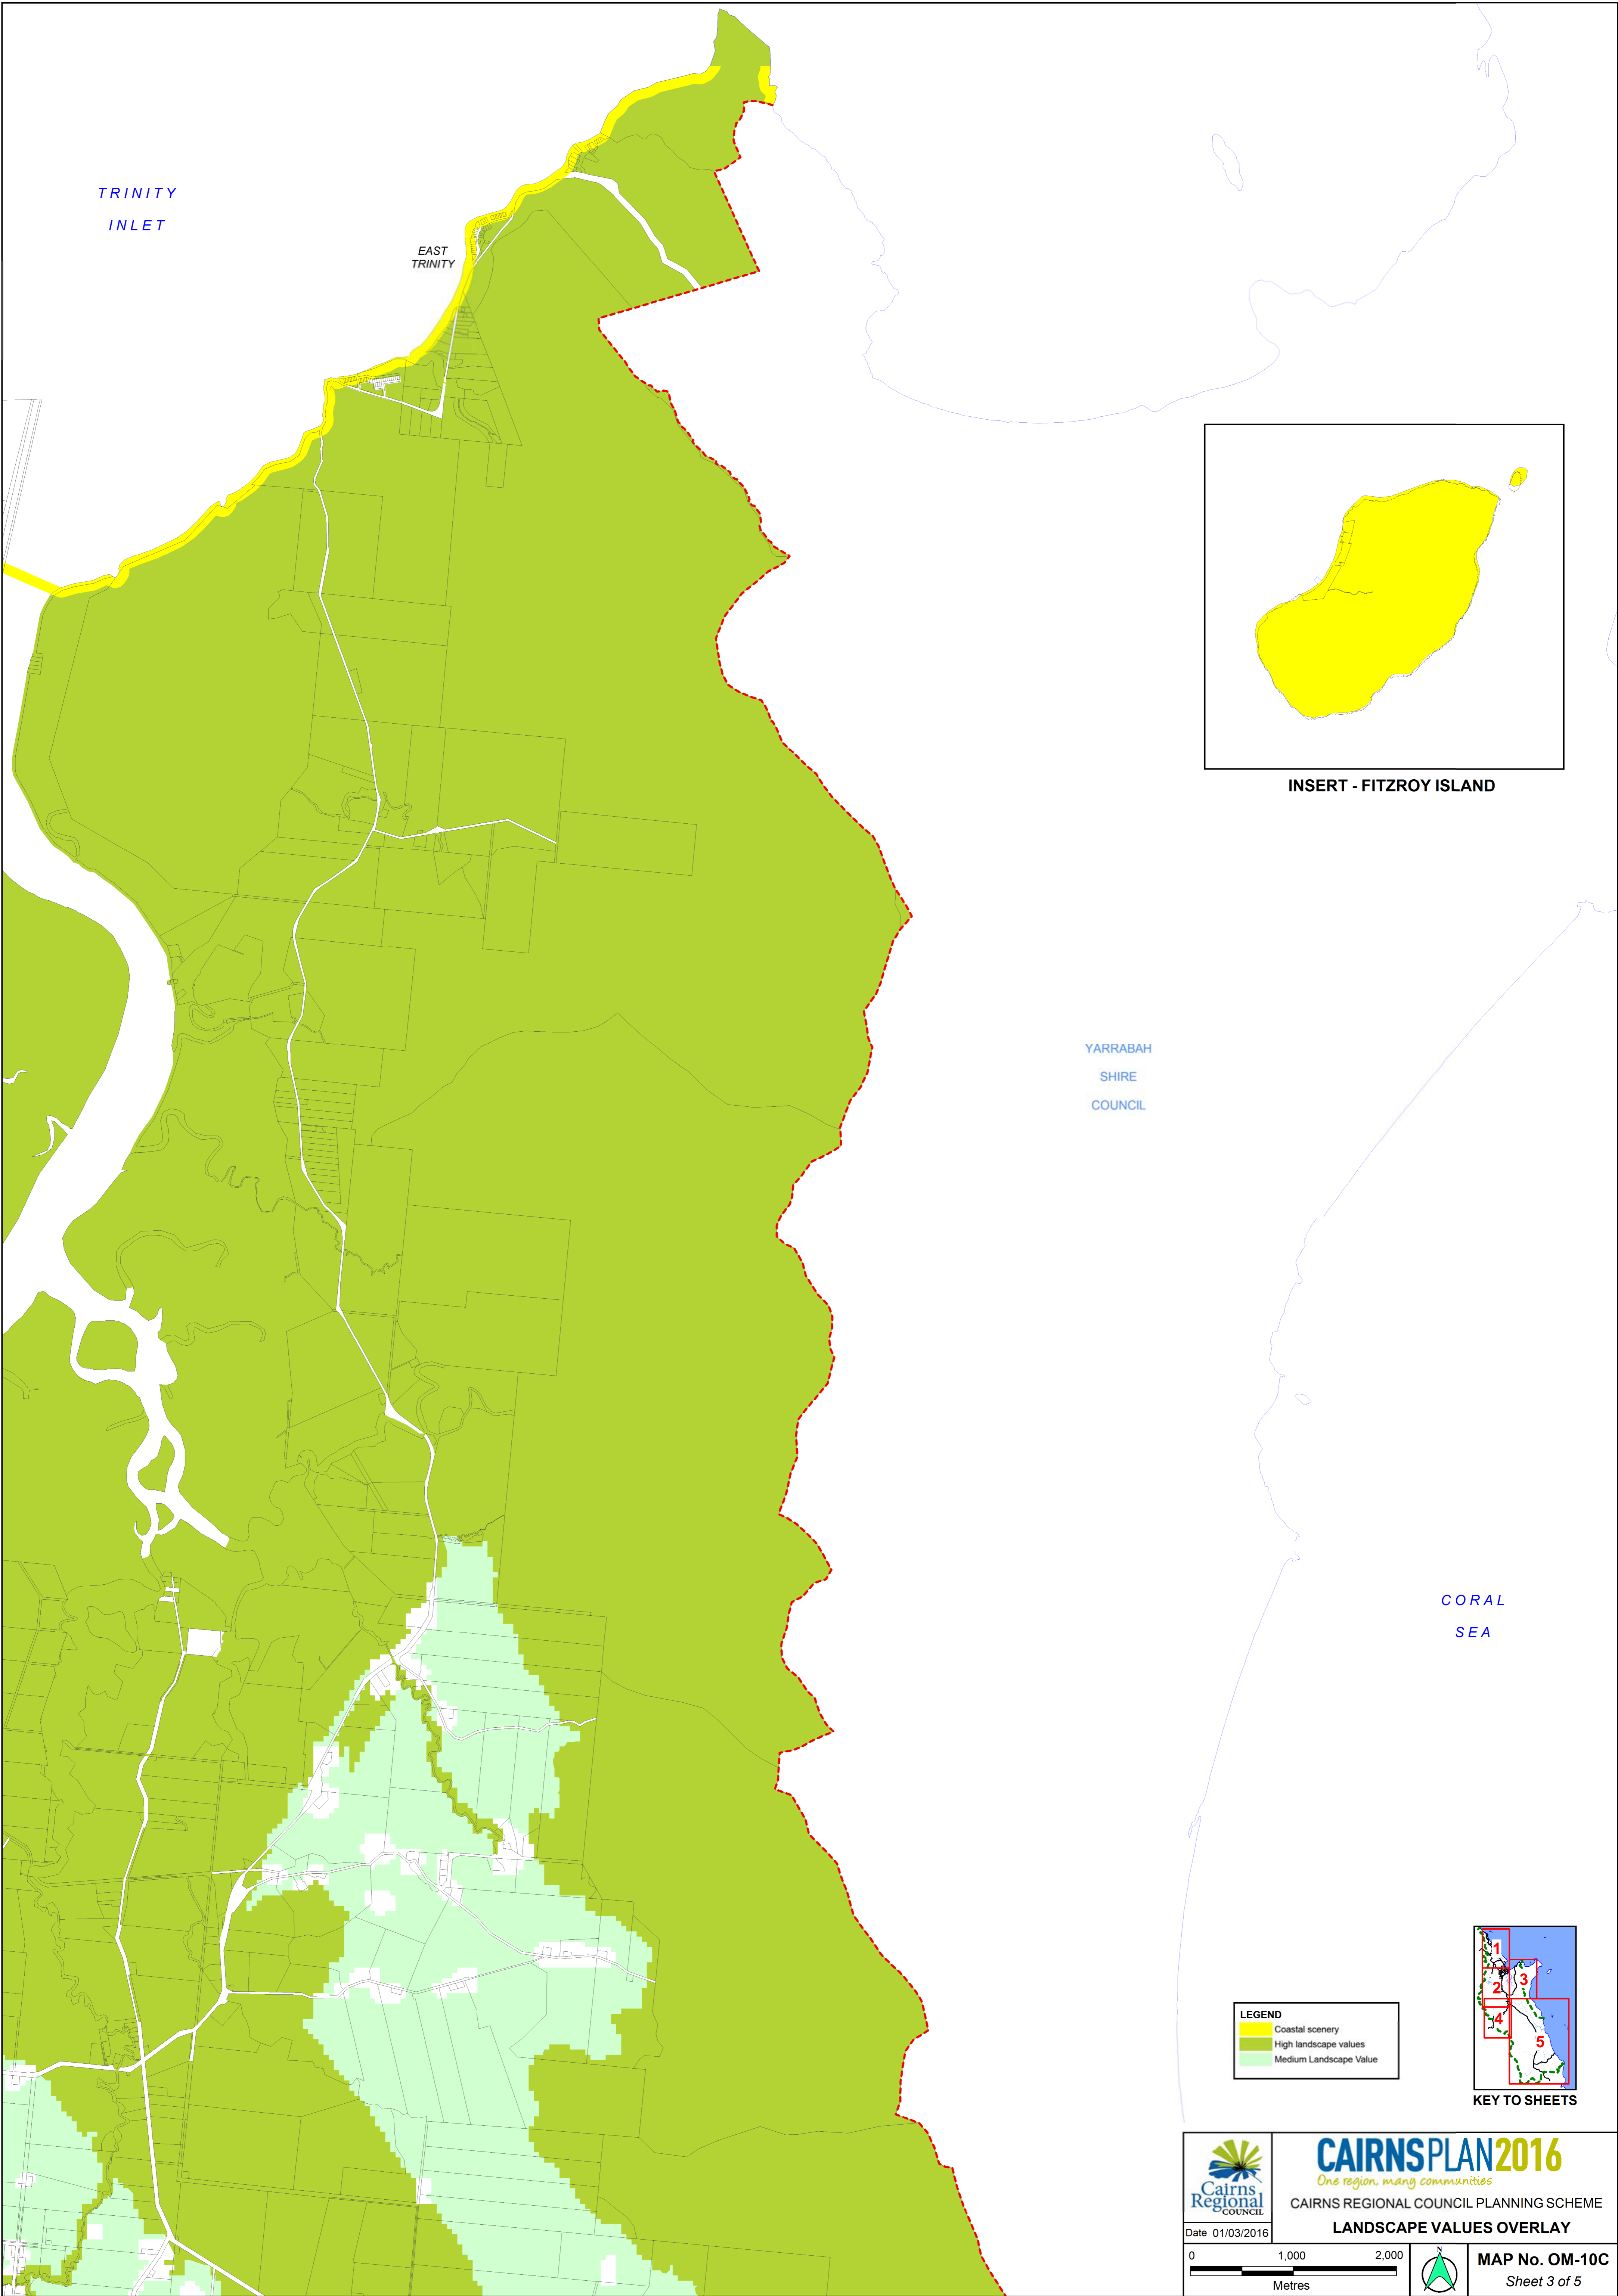 TRINITY
INLET
EAST
TRINITY
INSERT - FITZROY ISLAND
YARRABAH
SHIRE
COUNCIL
CORAL
SEA
LEGEND
Coastal scenery
High landscape values
Medium Landscape Value
1
2
3
4
5
KEY TO SHEETS
Cairns
Regional
COUNCIL
CAIRNSPLAN2016
One region, many communities
CAIRNS REGIONAL COUNCIL PLANNING SCHEME
LANDSCAPE VALUES OVERLAY
Date 01/03/2016
0 1,000 2,000
Metres
N
MAP No. OM-10C
Sheet 3 of 5